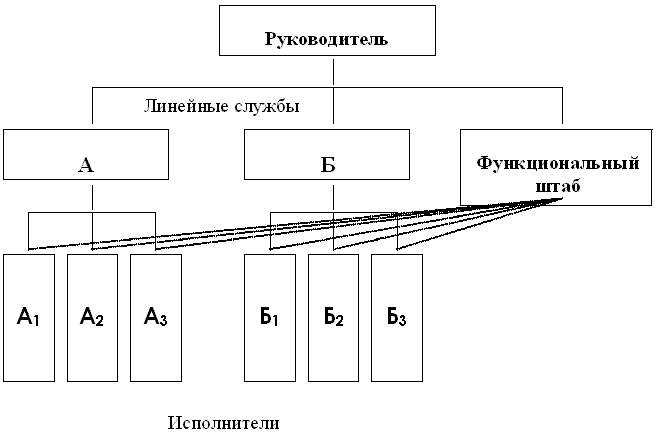 Руководитель
Линейные службы
А
Б
Функциональный
штаб
А1
А2
А3
Б1
Б2
Б3
Исполнители